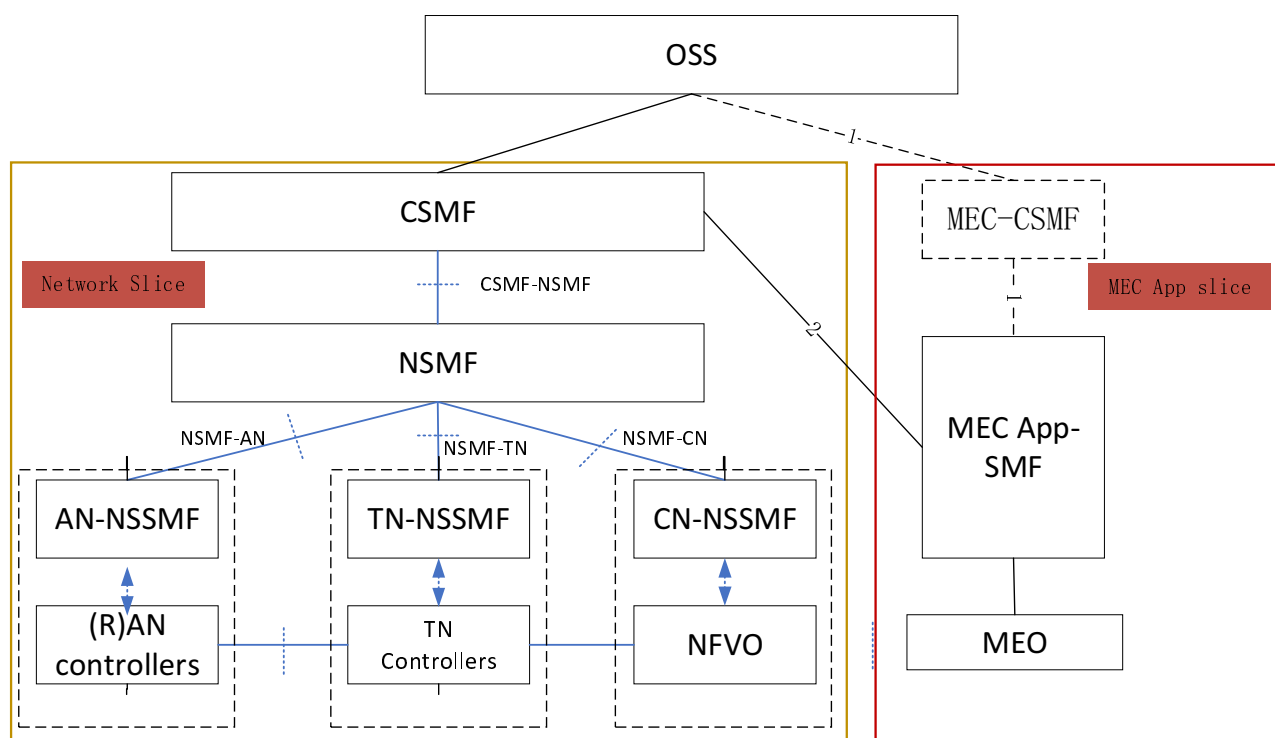 OSS
1
CSMF
MEC-CSMF
Network Slice
CSMF-NSMF
MEC App slice
1
2
NSMF
NSMF-AN
NSMF-TN
NSMF-CN
MEC App-
SMF
AN-NSSMF
TN-NSSMF
CN-NSSMF
(R)AN
controllers
TN
Controllers
NFVO
MEO